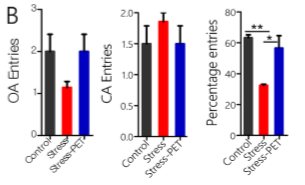 B
OA Entries
3
2
1
0
Control
Stress
Stress-PET
CA Entries
2.0
1.5
1.0
0.5
0.0
Control
Stress
Stress-PET
Percentage entries
80
60
40
20
0
**
*
Control
Stress
Stress-PET